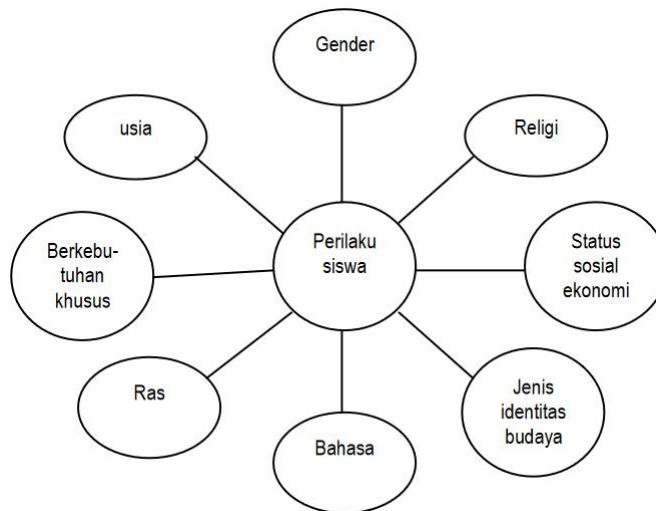 Gender
usia
Religi
Perilaku
siswa
Berkebu-
tuhan
khusus
Status
sosial
ekonomi
Ras
Jenis
identitas
budaya
Bahasa